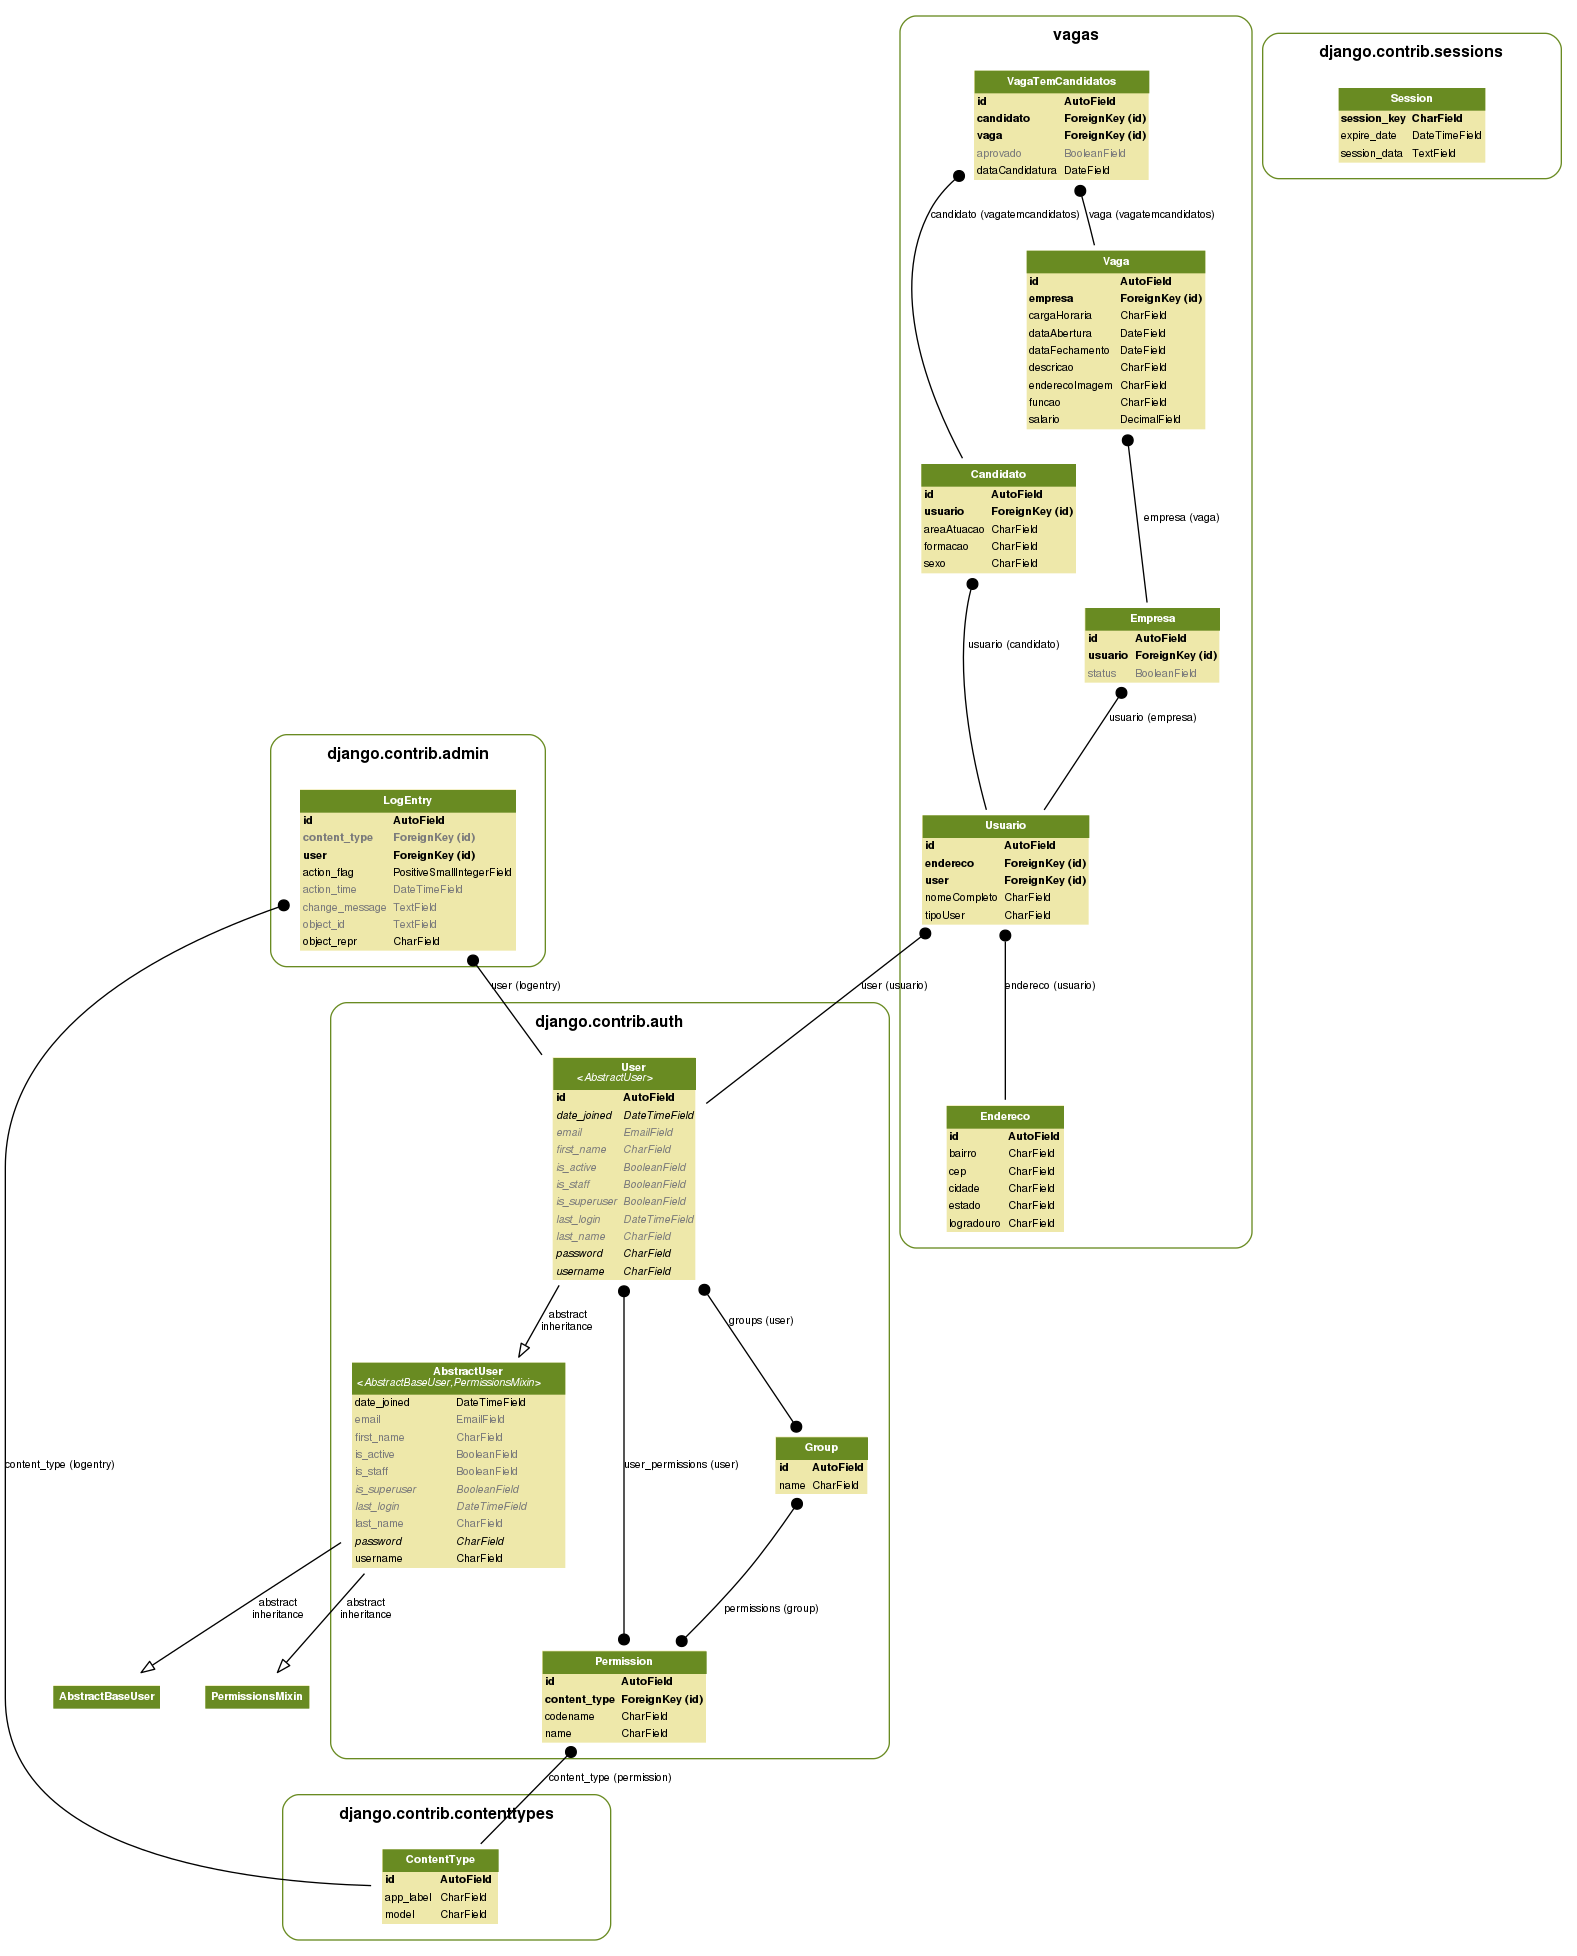 vagas
VagaTemCandidatos
id AutoField
candidato ForeignKey (id)
vaga ForeignKey (id)
aprovado BooleanField
dataCandidatura DateField
candidato (vagatemcandidatos)
vaga (vagatemcandidatos)
Vaga
id AutoField
empresa ForeignKey (id)
cargaHoraria CharField
dataAbertura DateField
dataFechamento DateField
descricao CharField
enderecoImagem CharField
funcao CharField
salario DecimalField
Candidato
id AutoField
usuario ForeignKey (id)
areaAtuacao CharField
formacao CharField
sexo CharField
empresa (vaga)
Empresa
id AutoField
usuario ForeignKey (id)
status BooleanField
usuario (candidato)
usuario (empresa)
Usuario
id AutoField
endereco ForeignKey (id)
user ForeignKey (id)
nomeCompleto CharField
tipoUser CharField
user (usuario)
endereco (usuario)
Endereco
id AutoField
bairro CharField
cep CharField
cidade CharField
estado CharField
logradouro CharField
django.contrib.sessions
Session
session_key CharField
expire_date DateTimeField
session_data TextField
django.contrib.admin
LogEntry
id AutoField
content_type ForeignKey (id)
user ForeignKey (id)
action_flag PositiveSmallIntegerField
action_time DateTimeField
change_message TextField
object_id TextField
object_repr CharField
user (logentry)
content_type (logentry)
django.contrib.auth
User
<AbstractUser>
id AutoField
date_joined DateTimeField
email EmailField
first_name CharField
is_active BooleanField
is_staff BooleanField
is_superuser BooleanField
last_login DateTimeField
last_name CharField
password CharField
username CharField
abstract
inheritance
groups (user)
user_permissions (user)
AbstractUser
<AbstractBaseUser,PermissionsMixin>
date_joined DateTimeField
email EmailField
first_name CharField
is_active BooleanField
is_staff BooleanField
is_superuser BooleanField
last_login DateTimeField
last_name CharField
password CharField
username CharField
Group
id AutoField
name CharField
abstract
inheritance
abstract
inheritance
permissions (group)
AbstractBaseUser
PermissionsMixin
Permission
id AutoField
content_type ForeignKey (id)
codename CharField
name CharField
content_type (permission)
django.contrib.contenttypes
ContentType
id AutoField
app_label CharField
model CharField